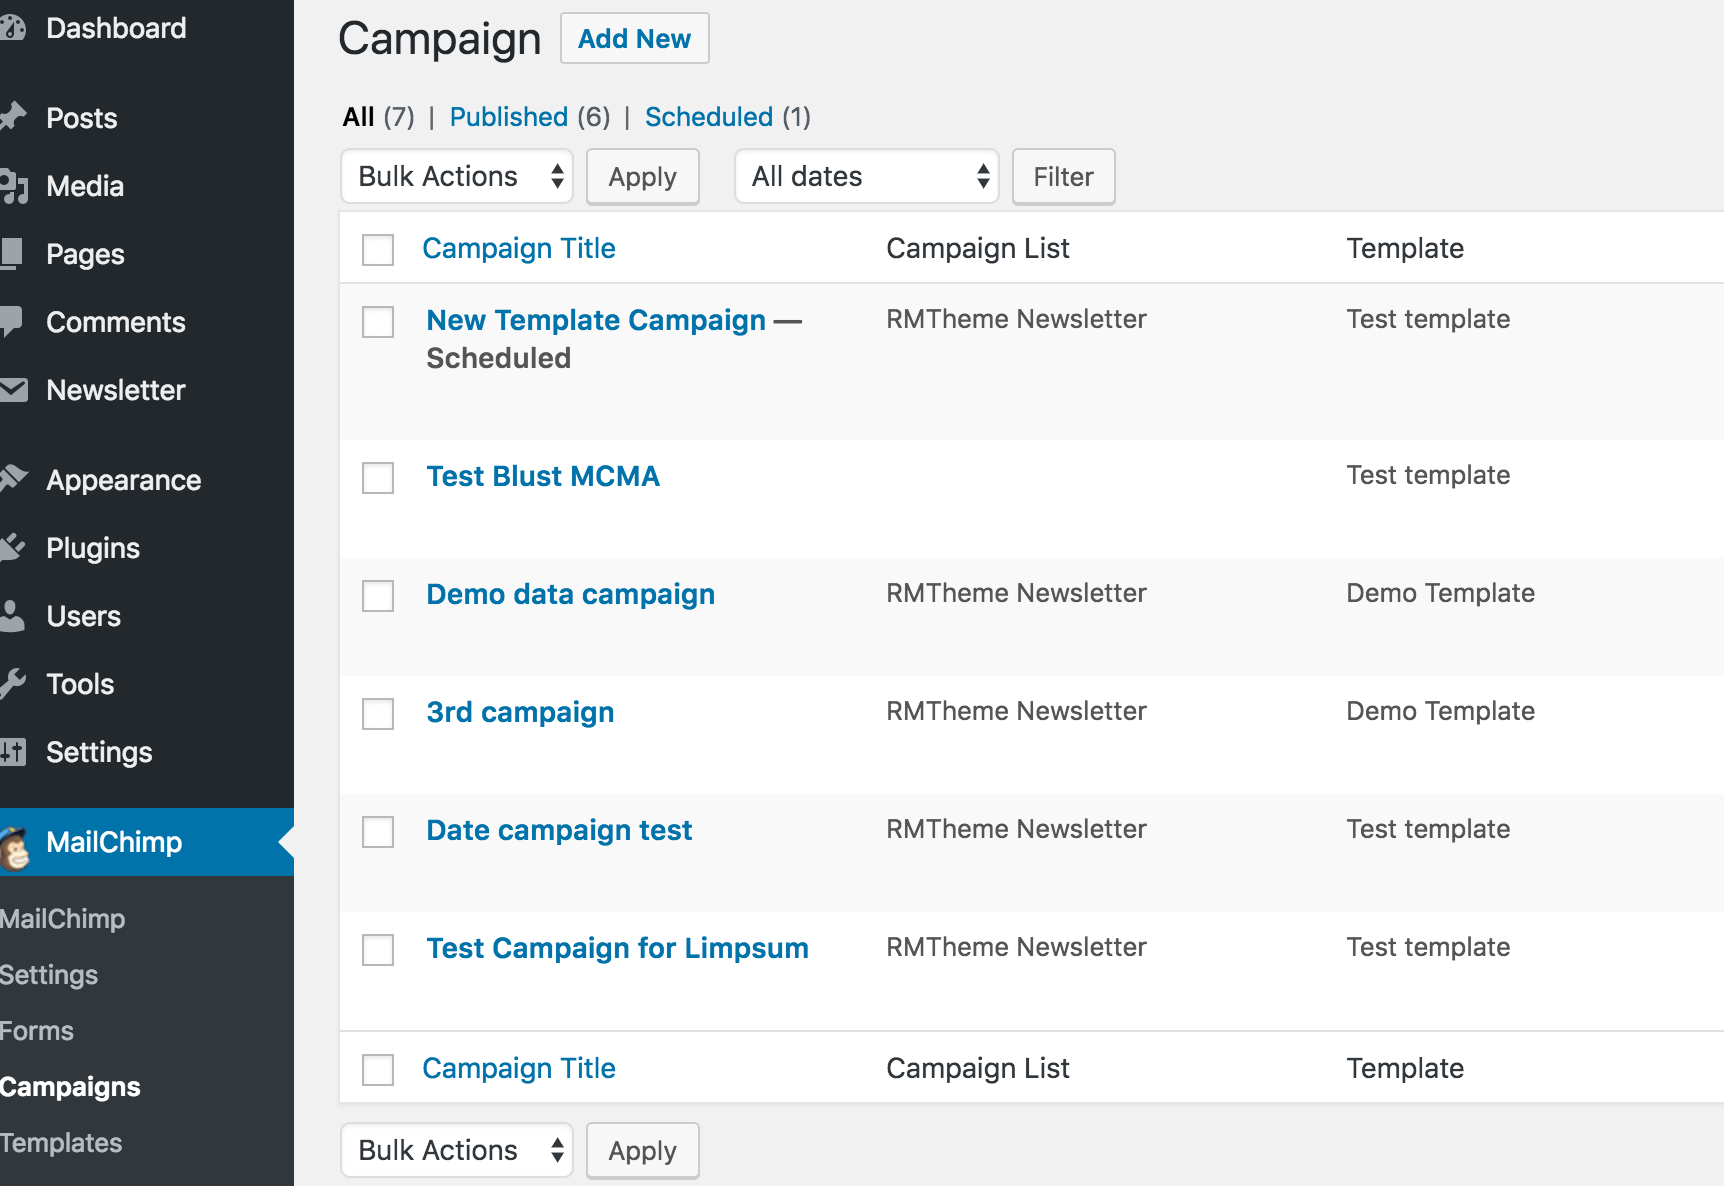 Dashboard
Posts
Media
Pages
Comments
Newsletter
Appearance
Plugins
Users
Tools
Settings
MailChimp
MailChimp
Settings
Forms
Campaigns
Templates
Campaign Add New
All (7) | Published (6) | Scheduled (1)
Bulk Actions Apply All dates Filter
Campaign Title Campaign List Template
New Template Campaign — RMTheme Newsletter Test template
Scheduled
Test Blust MCMA Test template
Demo data campaign RMTheme Newsletter Demo Template
3rd campaign RMTheme Newsletter Demo Template
Date campaign test RMTheme Newsletter Test template
Test Campaign for Limpsum RMTheme Newsletter Test template
Campaign Title Campaign List Template
Bulk Actions Apply